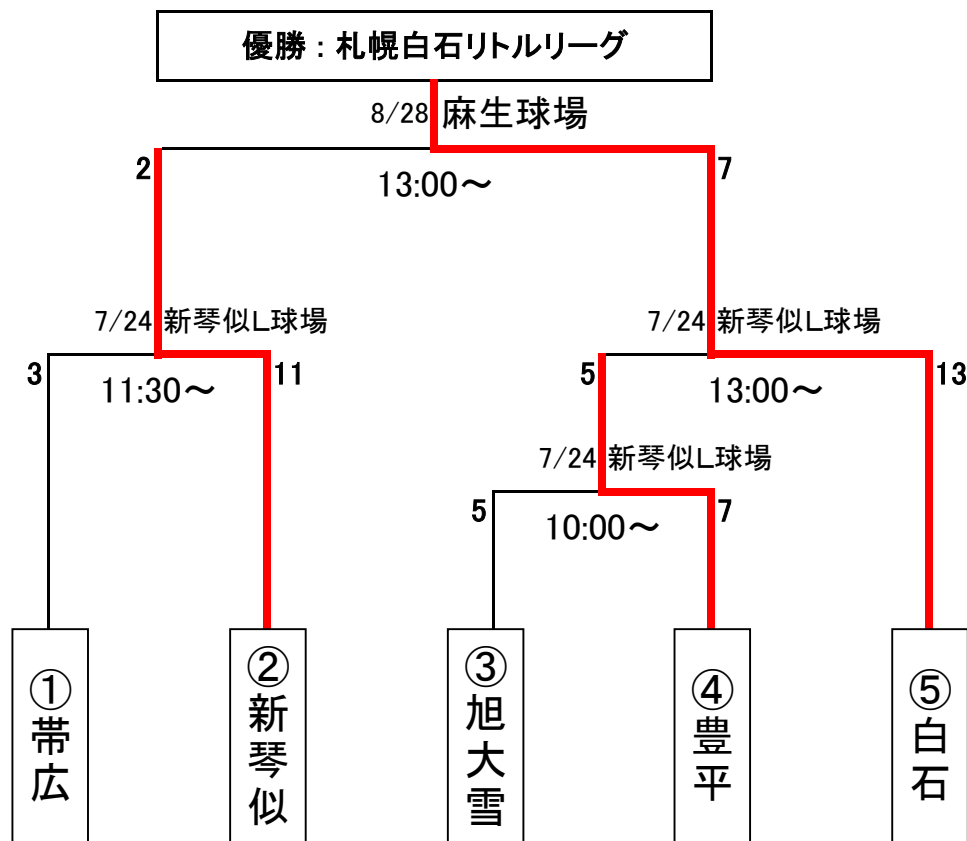 優勝：札幌白石リトルリーグ
8/28 麻生球場
2
7
13:00～
7/24 新琴似L球場
7/24 新琴似L球場
3
11
5
13
11:30～
13:00～
7/24 新琴似L球場
5
7
10:00～
①帯広
②新琴似
③旭大雪
④豊平
⑤白石